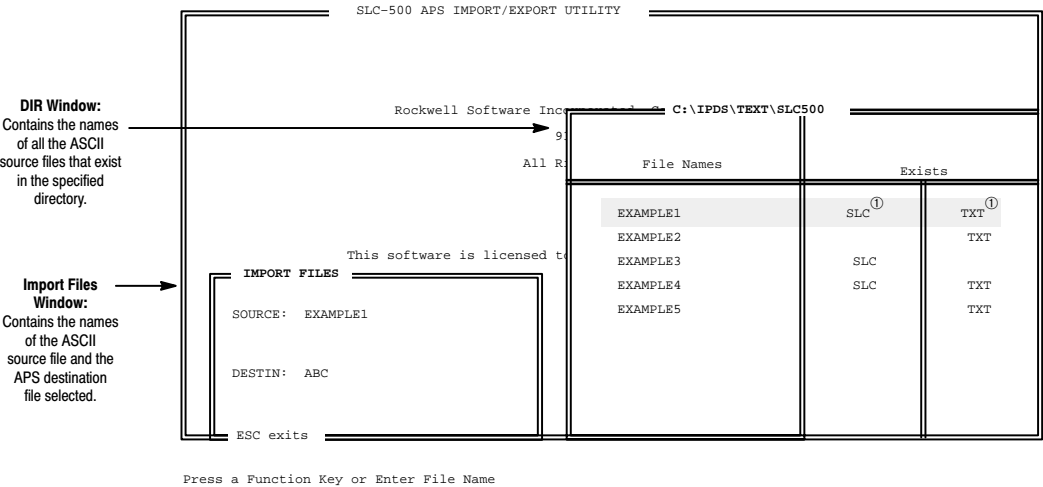 SLC-500 APS IMPORT/EXPORT UTILITY
DIR Window:
Contains the names
of all the ASCII
source files that exist
in the specified
directory.
Rockwell Software
C:\IPDS\TEXT\SLC500
All
File Names
Exists
EXAMPLE1 SLC① TXT①
EXAMPLE2 TXT
EXAMPLE3 SLC
EXAMPLE4 SLC TXT
EXAMPLE5 TXT
This software is licensed to
Import Files
Window:
Contains the names
of the ASCII
source file and the
APS destination
file selected.
IMPORT FILES
SOURCE: EXAMPLE1
DESTIN: ABC
ESC exits
Press a Function Key or Enter File Name